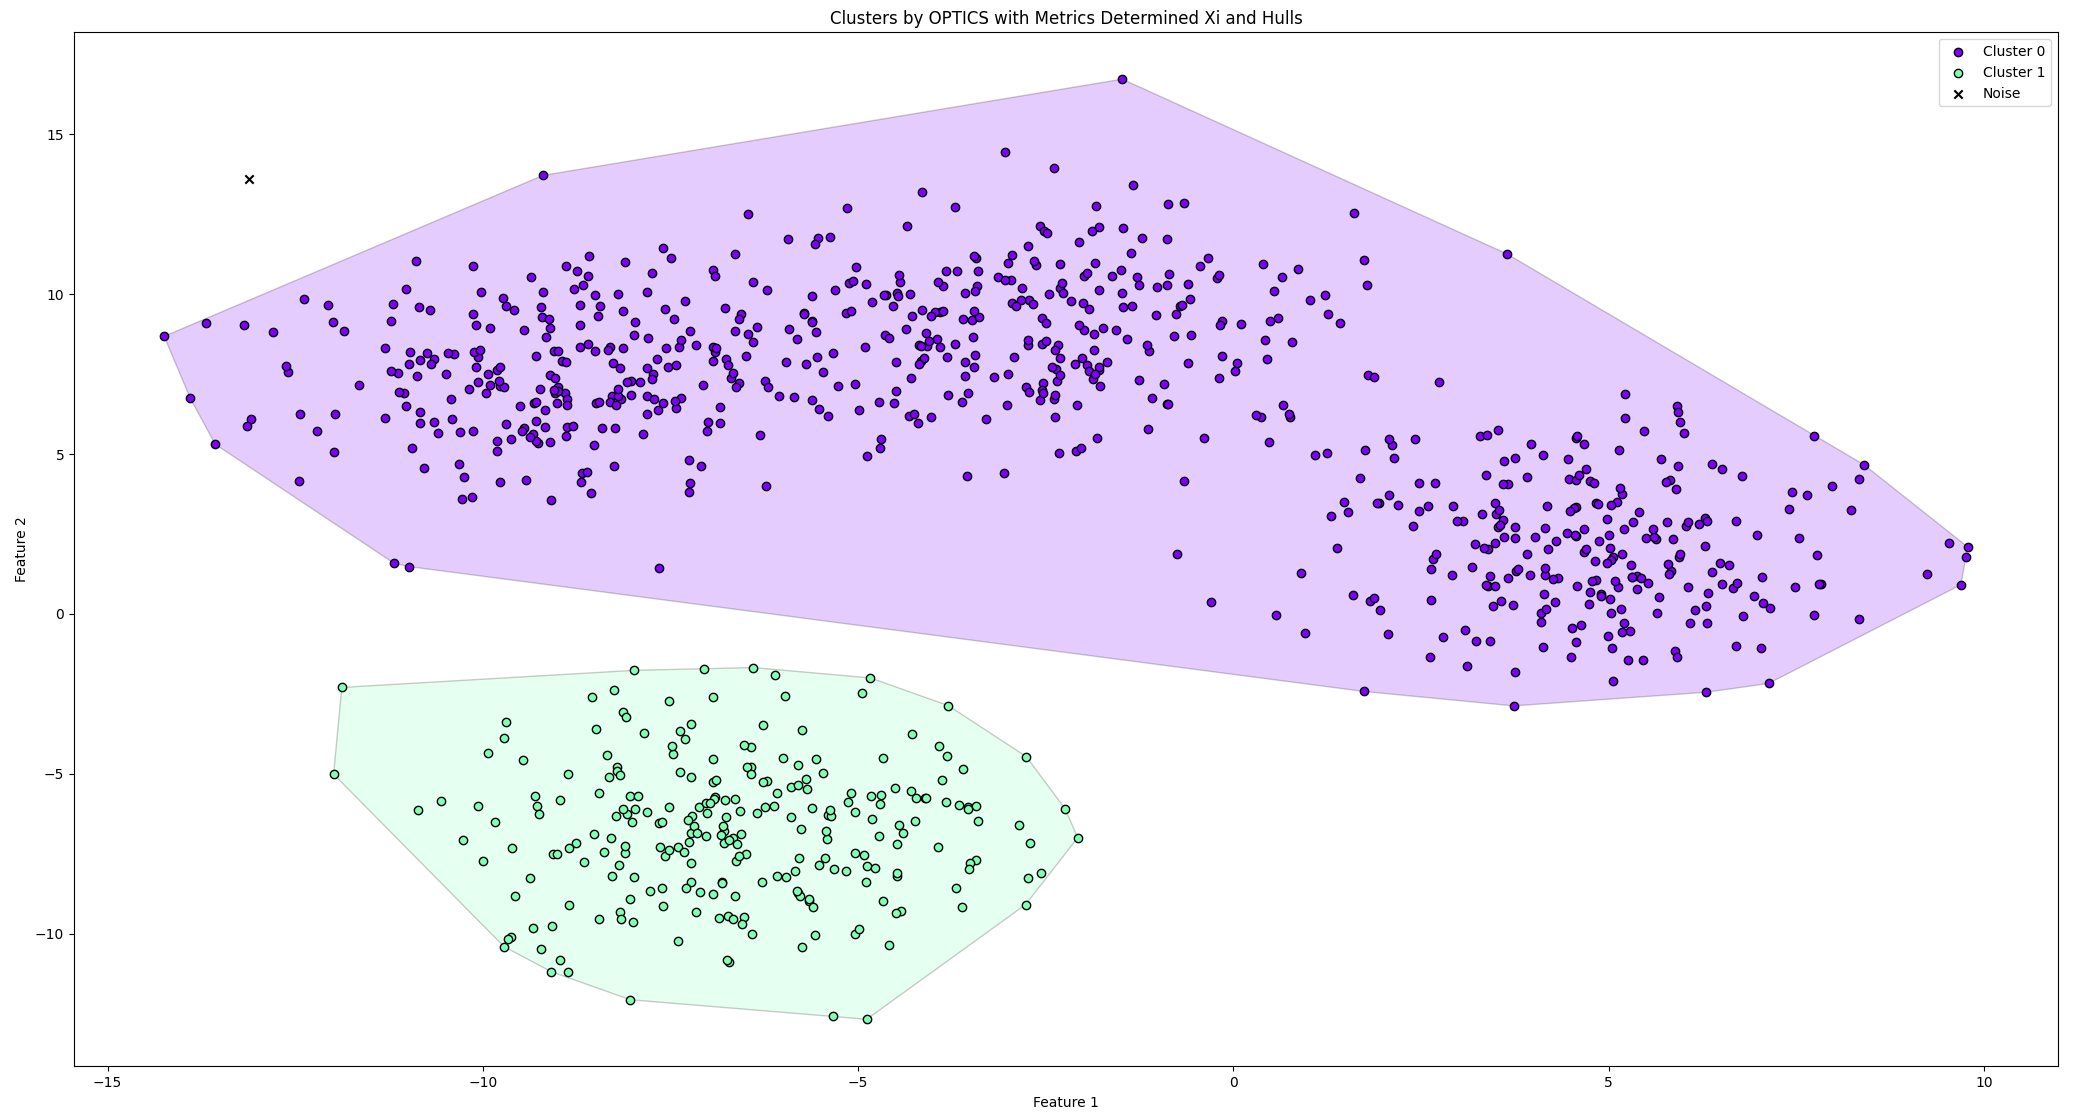 Clusters by OPTICS with Metrics Determined Xi and Hulls
Cluster 0
Cluster 1
Noise
Feature 2
15
10
5
0
−5
−10
−15
−10
−5
0
5
10
Feature 1